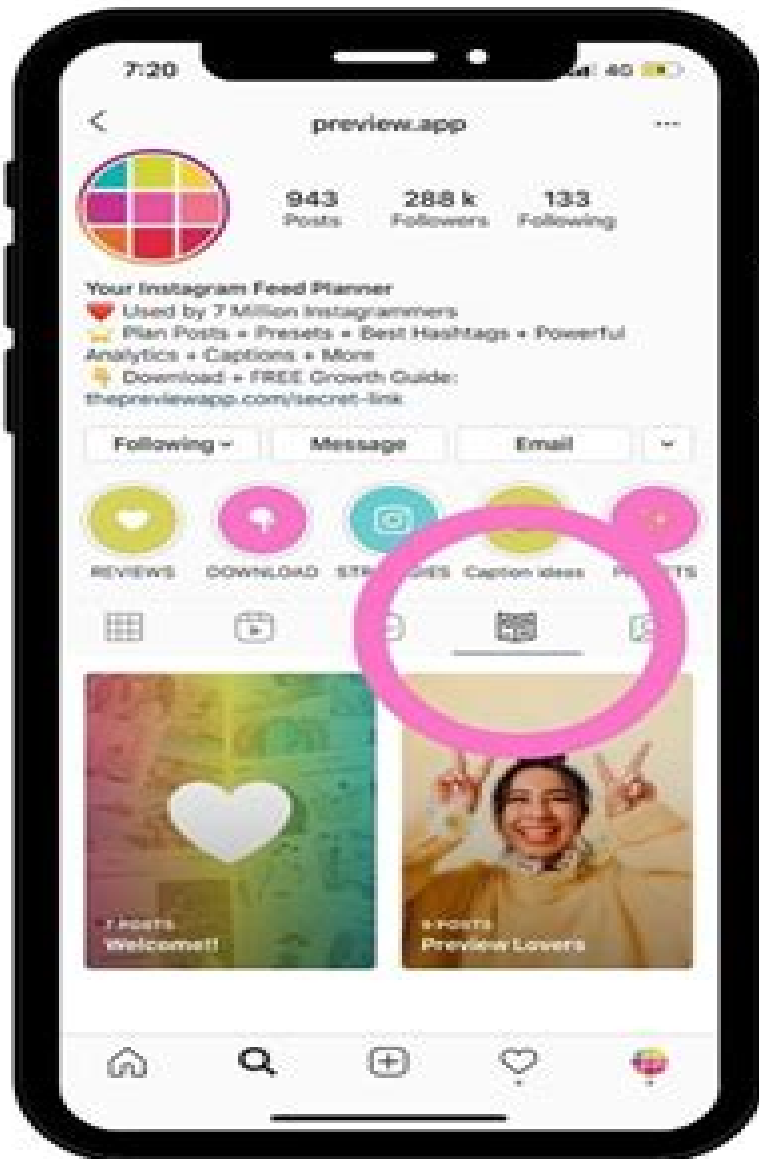 7:20
4G
preview.app
943 288 k 133
Posts Followers Following
Your Instagram Feed Planner
❤️ Used by 7 Million Instagrammers
⭐ Plan Posts + Presets + Best Hashtags + Powerful
Analytics + Captions + More
👇 Download + FREE Growth Guide:
thepreviewapp.com/secret-link
Following Message Email
REVIEWS DOWNLOAD Caption ideas
7 POSTS
Welcome!!
9 POSTS
Preview Lovers